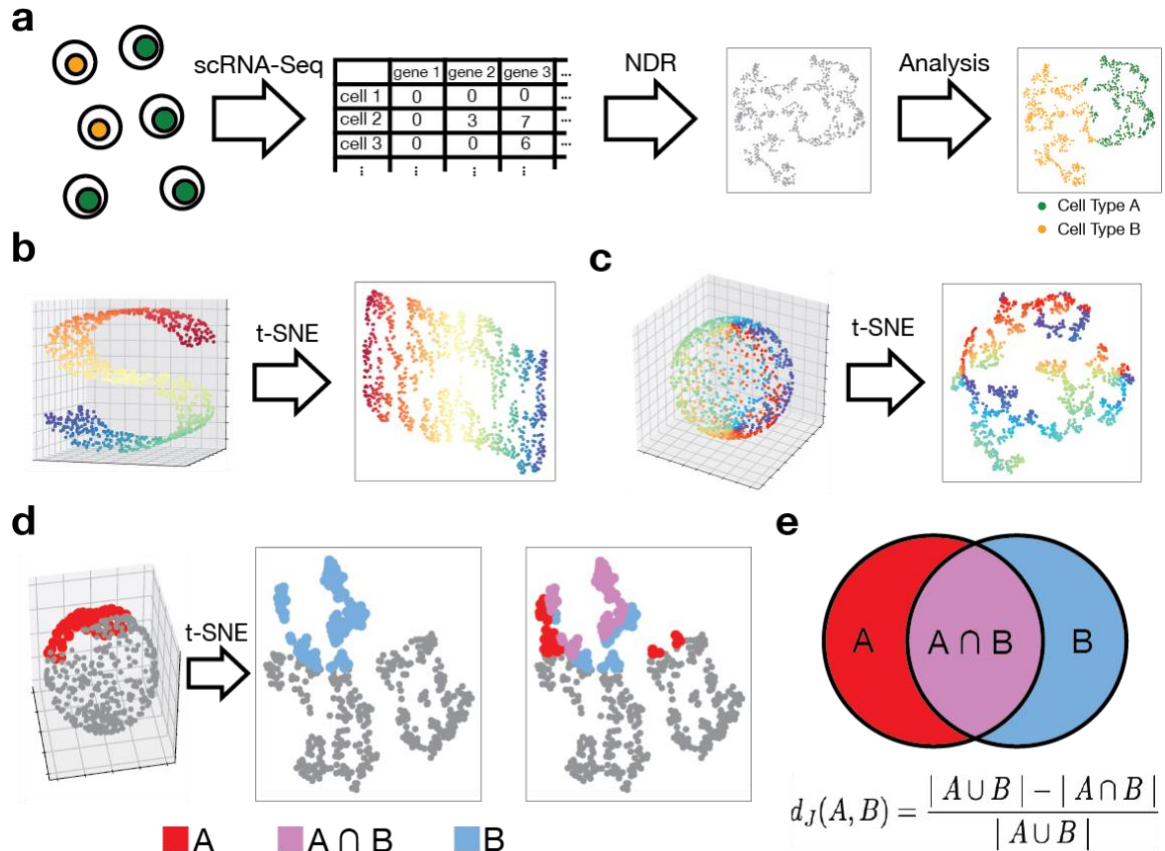 a
scRNA-Seq
NDR
Analysis
gene 1 gene 2 gene 3 ...
cell 1 0 0 0 ...
cell 2 0 3 7 ...
cell 3 0 0 6 ...
⋮ ⋮ ⋮ ⋮
Cell Type A
Cell Type B
b
t-SNE
c
t-SNE
d
t-SNE
A
A ∩ B
B
e
A
A ∩ B
B
d_J(A, B) = (| A ∪ B | − | A ∩ B |) / | A ∪ B |